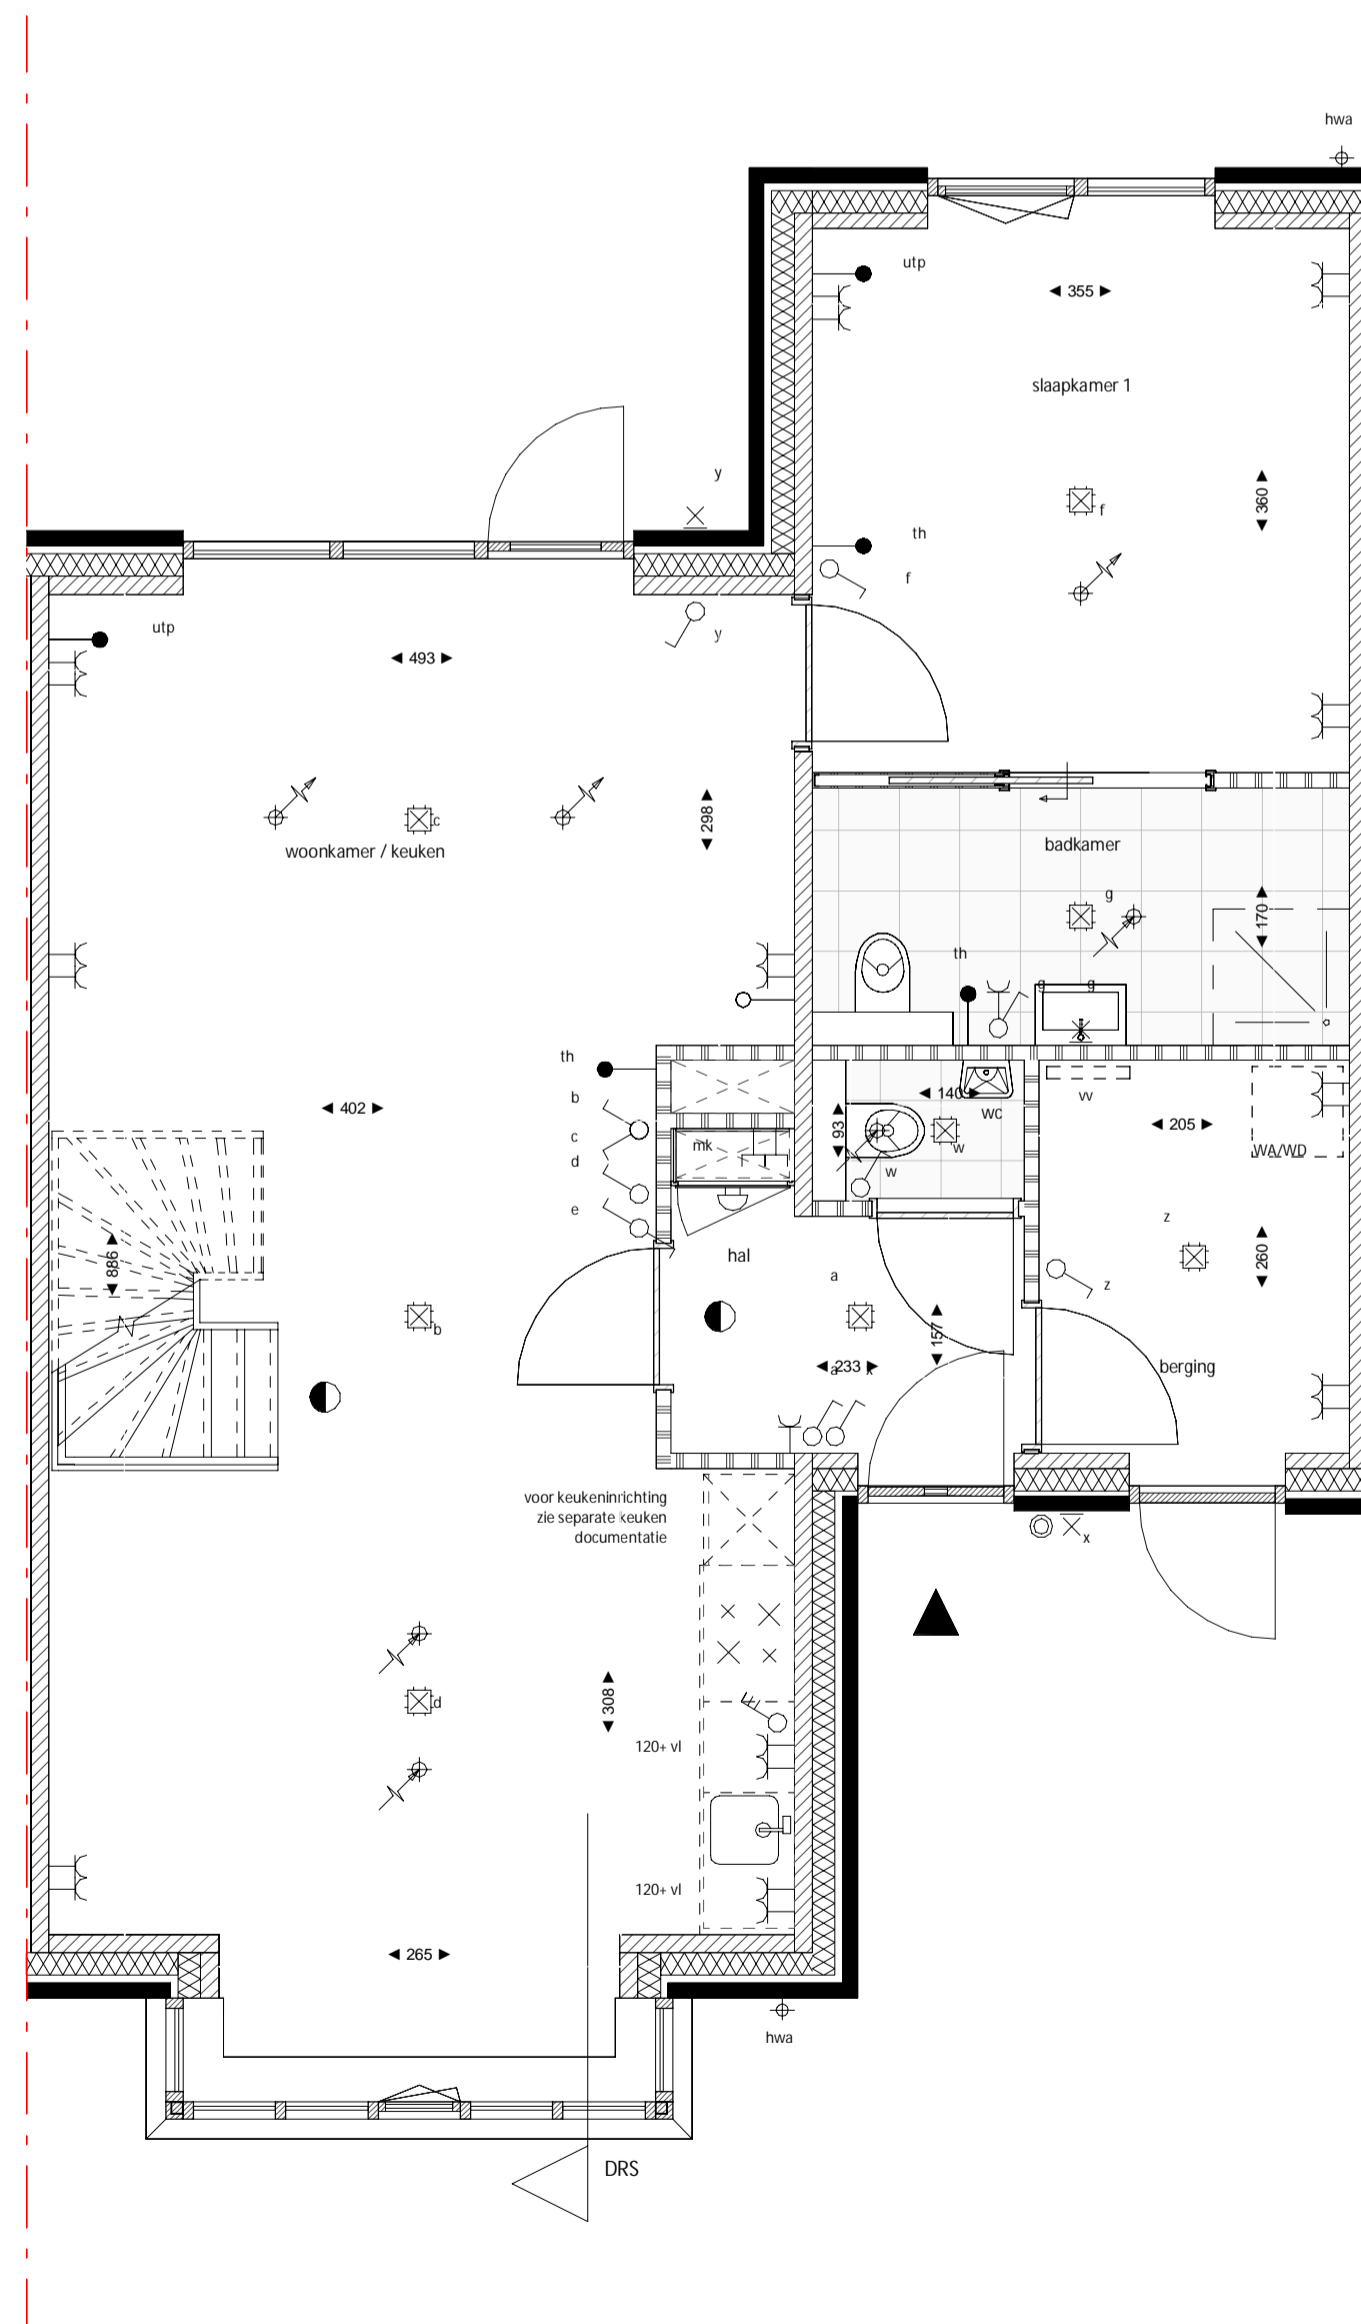 hwa
utp
◄ 355 ►
slaapkamer 1
y
◄ 360 ►
f
th
f
utp
y
◄ 493 ►
◄ 298 ►
c
woonkamer / keuken
badkamer
g
◄ 170 ►
th
g g
th
b
◄ 402 ►
c
d
e
mk
◄ 140 ►
wc
◄ 93 ►
w
w
vv
◄ 205 ►
WA/WD
z
◄ 886 ►
hal
a
◄ 260 ►
z
b
◄ 157 ►
◄ 233 ►
a x
berging
voor keukeninrichting
zie separate keuken
documentatie
x
◄ 308 ►
d
120+ vl
120+ vl
◄ 265 ►
hwa
DRS